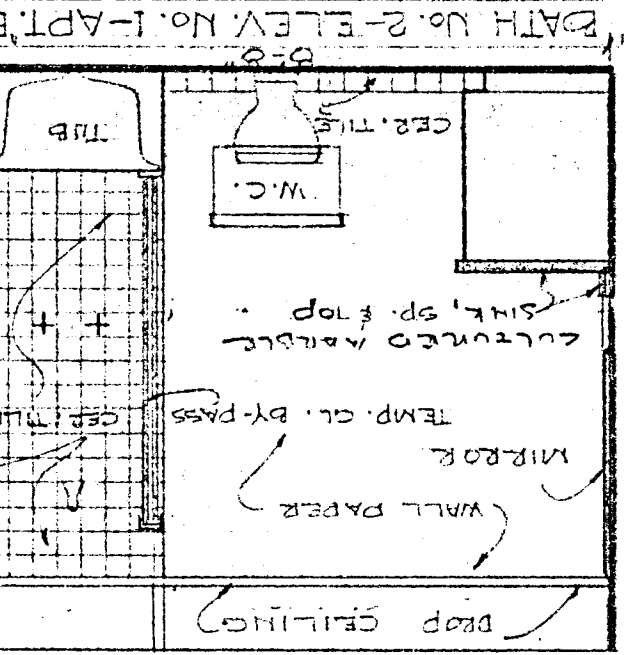 DROP CEILING
WALL PAPER
MIRROR
TEMP. GL. BY-PASS
CER. TILE
CULTURED MARBLE
SINK, SP. & TOP
W.C.
TUB
CER. TILE
8'-0"
BATH No. 2-ELEV. No. 1-APT.